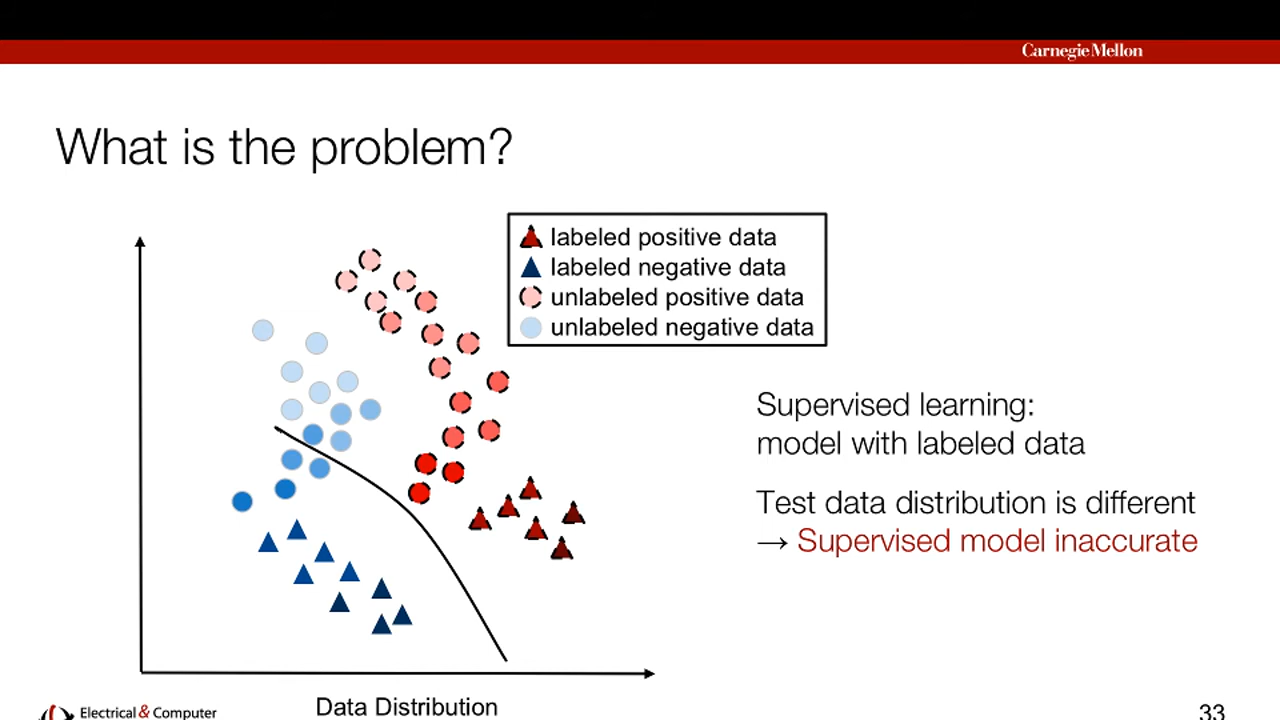 Carnegie Mellon
What is the problem?
labeled positive data
labeled negative data
unlabeled positive data
unlabeled negative data
Supervised learning:
model with labeled data
Test data distribution is different
→ Supervised model inaccurate
Data Distribution
Electrical & Computer
33